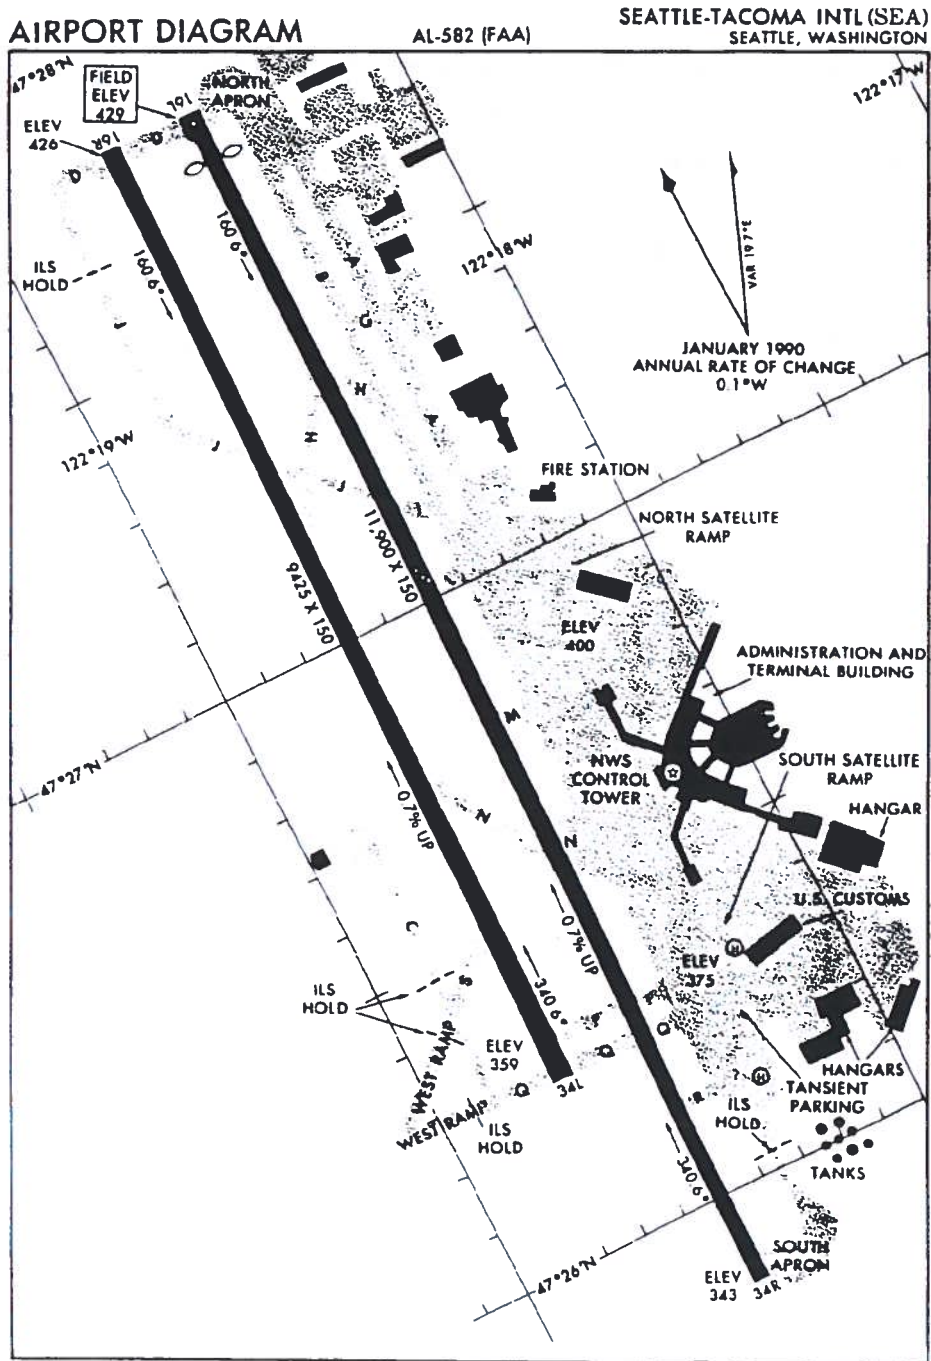 AIRPORT DIAGRAM
AL-582 (FAA)
SEATTLE-TACOMA INTL (SEA)
SEATTLE, WASHINGTON
47°28'N
FIELD
ELEV
429
16L
NORTH
APRON
122°17'W
ELEV
426
16R
D
D
160.6°
160.6°
ILS
HOLD
J
B
A
G
122°18'W
VAR 19.7°E
JANUARY 1990
ANNUAL RATE OF CHANGE
0.1°W
H
H
A
J
J
L
122°19'W
FIRE STATION
NORTH SATELLITE
RAMP
11,900 X 150
9425 X 150
ELEV
400
ADMINISTRATION AND
TERMINAL BUILDING
M
NWS
CONTROL
TOWER
SOUTH SATELLITE
RAMP
HANGAR
47°27'N
0.7% UP
N
N
U.S. CUSTOMS
C
0.7% UP
H
ELEV
375
S
340.6°
ILS
HOLD
P
P
Q
Q
Q
WEST RAMP
WEST RAMP
ELEV
359
34L
ILS
HOLD
R
?
H
HANGARS
TANSIENT
PARKING
ILS
HOLD
TANKS
340.6°
SOUTH
APRON
47°26'N
ELEV
343
34R